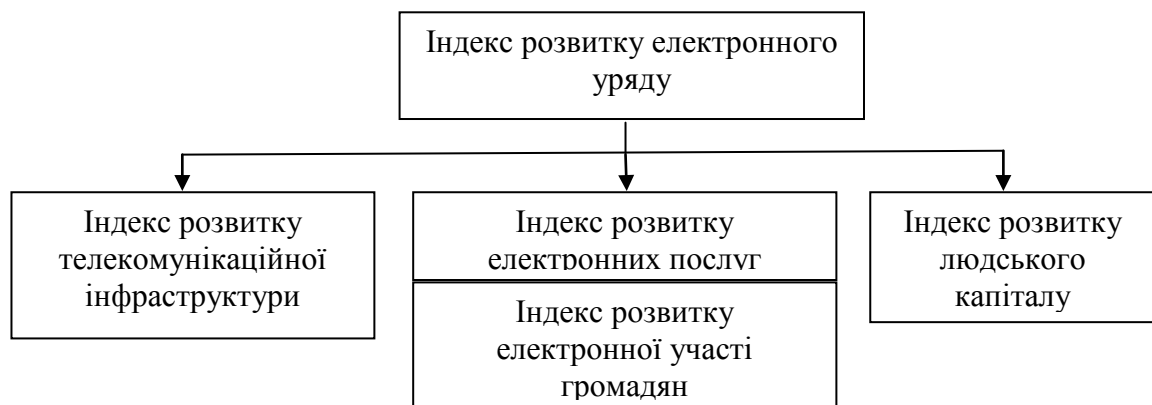 Індекс розвитку електронного
уряду
Індекс розвитку
телекомунікаційної
інфраструктури
Індекс розвитку
електронних послуг
Індекс розвитку
електронної участі
громадян
Індекс розвитку
людського
капіталу